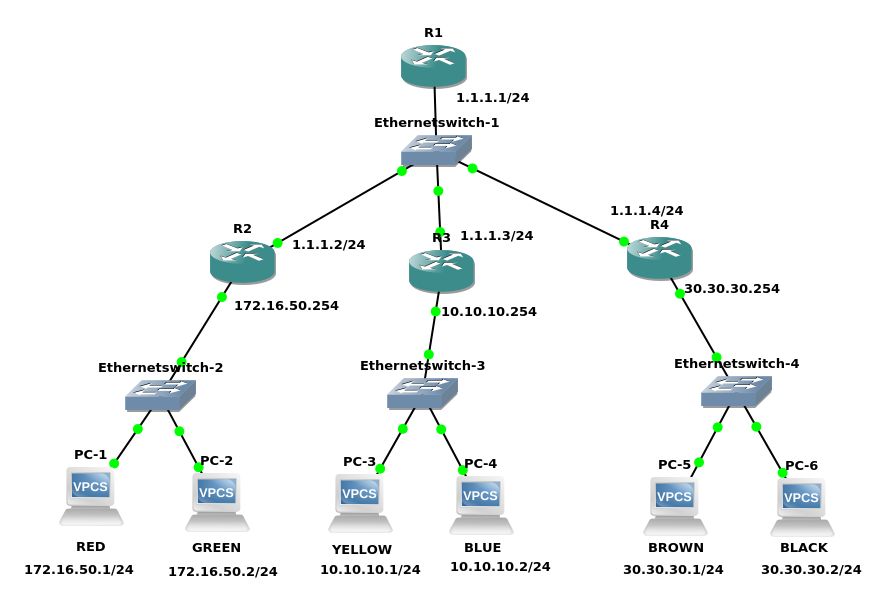 R1
1.1.1.1/24
Ethernetswitch-1
1.1.1.4/24
R2
R4
1.1.1.2/24
R3
1.1.1.3/24
30.30.30.254
172.16.50.254
10.10.10.254
Ethernetswitch-2
Ethernetswitch-3
Ethernetswitch-4
PC-1
PC-2
PC-3
PC-4
PC-5
PC-6
VPCS
VPCS
VPCS
VPCS
VPCS
VPCS
RED
GREEN
YELLOW
BLUE
BROWN
BLACK
172.16.50.1/24
172.16.50.2/24
10.10.10.1/24
10.10.10.2/24
30.30.30.1/24
30.30.30.2/24